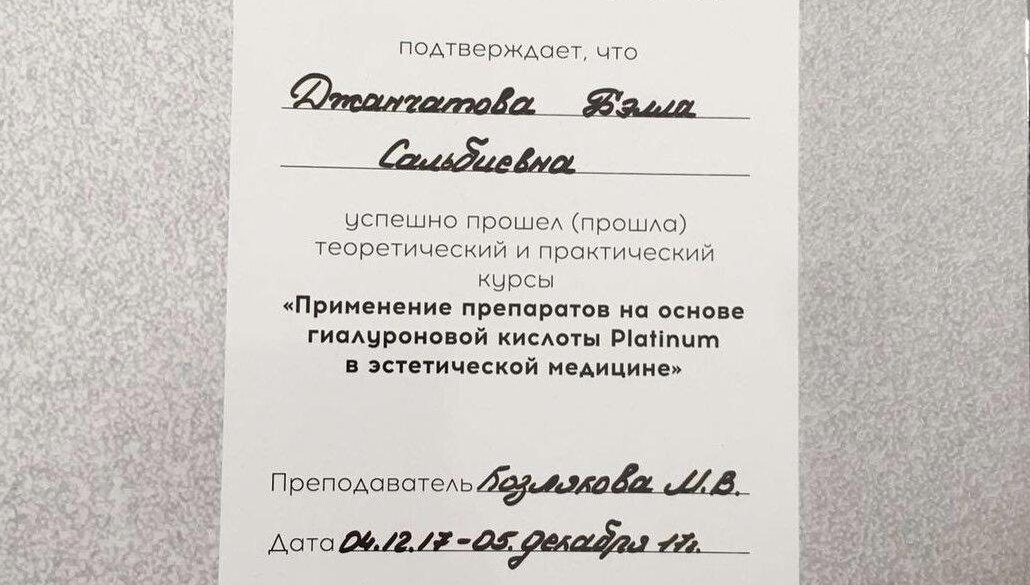 подтверждает, что
Джанчатова Бэлла
Сальбиевна
успешно прошел (прошла)
теоретический и практический
курсы
«Применение препаратов на основе
гиалуроновой кислоты Platinum
в эстетической медицине»
Преподаватель Козлякова М.В.
Дата 04.12.17-05.декабря 17г.